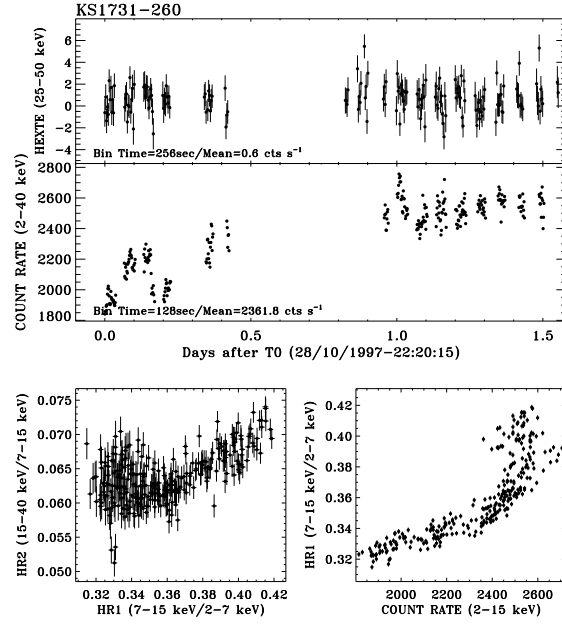 KS1731−260
HEXTE (25−50 keV)
6
4
2
0
−2
−4
Bin Time=256sec/Mean=0.6 cts s⁻¹
COUNT RATE (2−40 keV)
2800
2600
2400
2200
2000
1800
Bin Time=128sec/Mean=2361.8 cts s⁻¹
0.0 0.5 1.0 1.5
Days after T0 (28/10/1997−22:20:15)
HR2 (15−40 keV/7−15 keV)
0.075
0.070
0.065
0.060
0.055
0.050
0.32 0.34 0.36 0.38 0.40 0.42
HR1 (7−15 keV/2−7 keV)
HR1 (7−15 keV/2−7 keV)
0.42
0.40
0.38
0.36
0.34
0.32
2000 2200 2400 2600
COUNT RATE (2−15 keV)